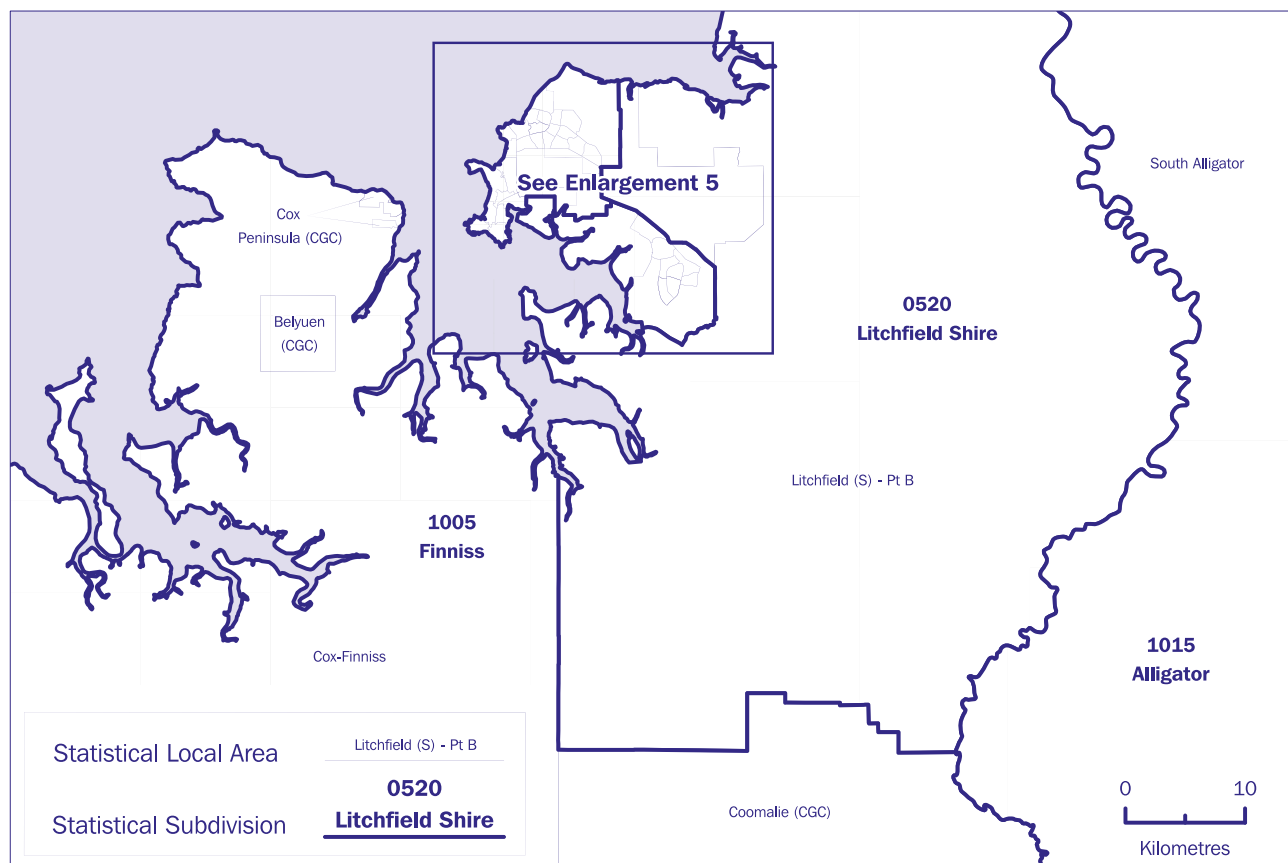 South Alligator
See Enlargement 5
Cox
Peninsula (CGC)
0520
Litchfield Shire
Belyuen
(CGC)
Litchfield (S) - Pt B
1005
Finniss
Cox-Finniss
1015
Alligator
Statistical Local Area
Litchfield (S) - Pt B
0520
Statistical Subdivision
Litchfield Shire
Coomalie (CGC)
0 10
Kilometres